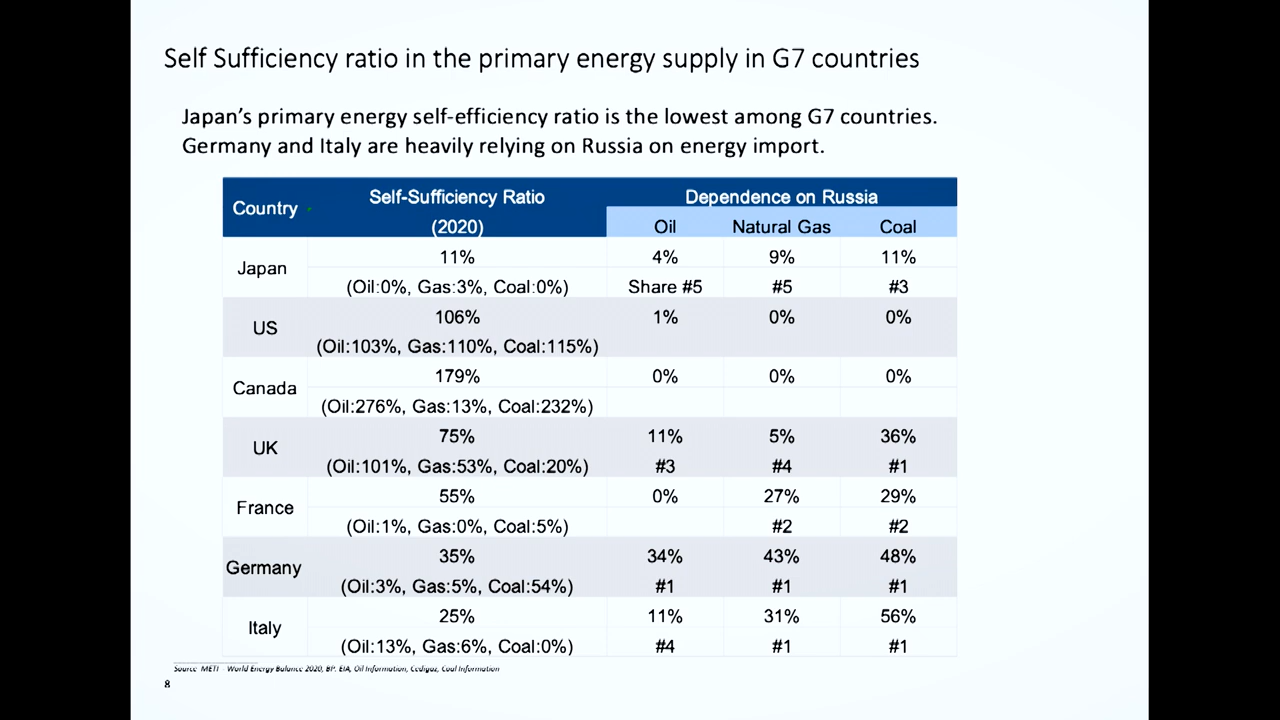 Self Sufficiency ratio in the primary energy supply in G7 countries
Japan’s primary energy self-efficiency ratio is the lowest among G7 countries.
Germany and Italy are heavily relying on Russia on energy import.
Country Self-Sufficiency Ratio (2020) Dependence on Russia
Oil Natural Gas Coal
Japan 11% 4% 9% 11%
(Oil:0%, Gas:3%, Coal:0%) Share #5 #5 #3
US 106% 1% 0% 0%
(Oil:103%, Gas:110%, Coal:115%)
Canada 179% 0% 0% 0%
(Oil:276%, Gas:13%, Coal:232%)
UK 75% 11% 5% 36%
(Oil:101%, Gas:53%, Coal:20%) #3 #4 #1
France 55% 0% 27% 29%
(Oil:1%, Gas:0%, Coal:5%) #2 #2
Germany 35% 34% 43% 48%
(Oil:3%, Gas:5%, Coal:54%) #1 #1 #1
Italy 25% 11% 31% 56%
(Oil:13%, Gas:6%, Coal:0%) #4 #1 #1
Source METI - World Energy Balance 2020, BP. EIA, Oil Information, Cedigaz, Coal Information
8